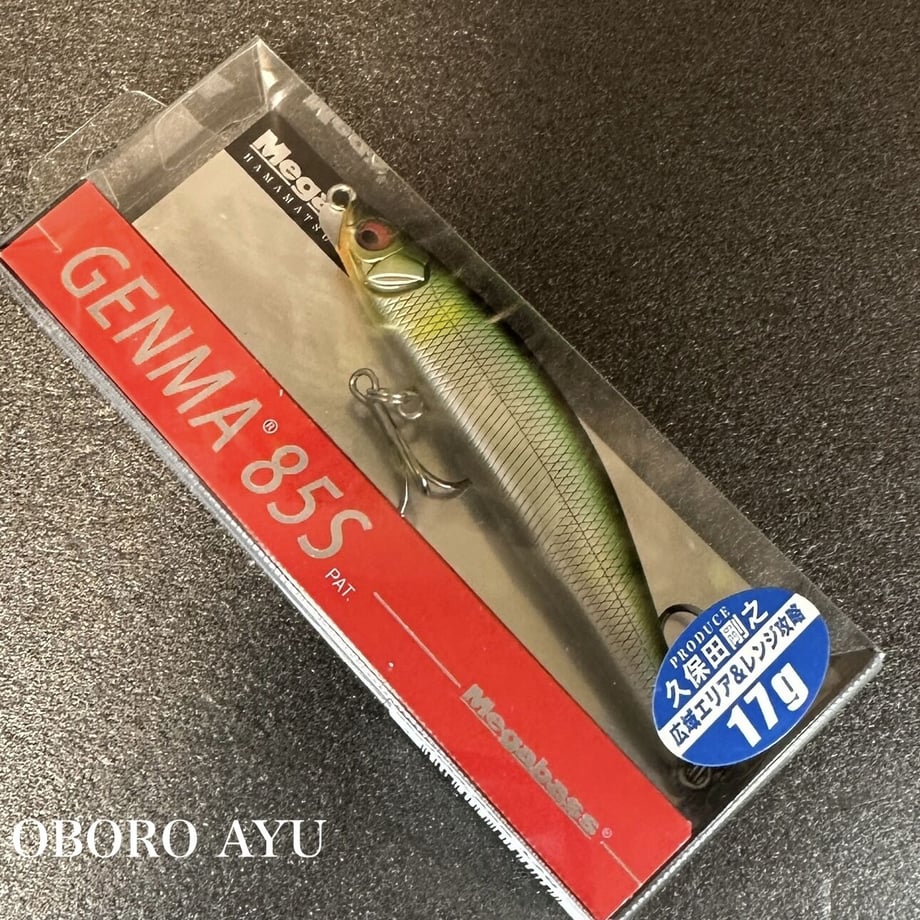 Mega
HAMAMATSU
GENMA® 85S
PAT.
Megabass®
PRODUCE
久保田剛之
広域エリア&レンジ攻略
17g
OBORO AYU